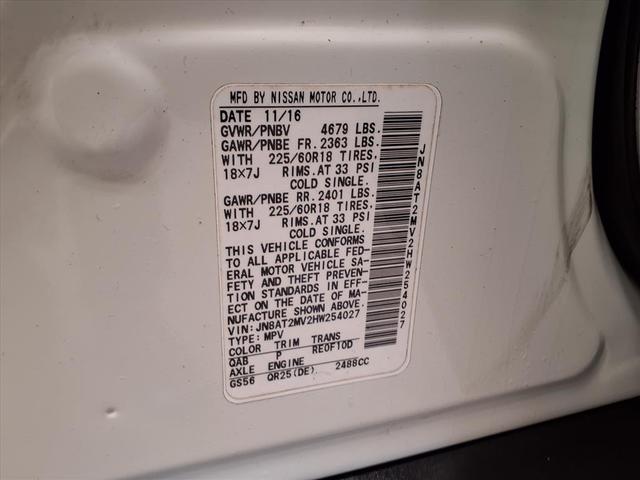 MFD BY NISSAN MOTOR CO.,LTD.
DATE 11/16
GVWR/PNBV 4679 LBS.
GAWR/PNBE FR. 2363 LBS.
WITH 225/60R18 TIRES.
18×7J RIMS.AT 33 PSI
COLD SINGLE.
GAWR/PNBE RR. 2401 LBS.
WITH 225/60R18 TIRES.
18×7J RIMS.AT 33 PSI
COLD SINGLE.
THIS VEHICLE CONFORMS
TO ALL APPLICABLE FED-
ERAL MOTOR VEHICLE SA-
FETY AND THEFT PREVEN-
TION STANDARDS IN EFF-
ECT ON THE DATE OF MA-
NUFACTURE SHOWN ABOVE.
VIN: JN8AT2MV2HW254027
TYPE: MPV
COLOR TRIM TRANS
QAB P RE0F10D
AXLE ENGINE
GS56 QR25(DE) 2488CC
JN8AT2MV2HW254027